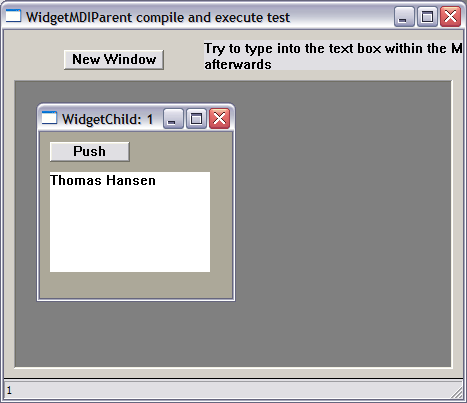 WidgetMDIParent compile and execute test
New Window
Try to type into the text box within the M
afterwards
WidgetChild: 1
Push
Thomas Hansen
1